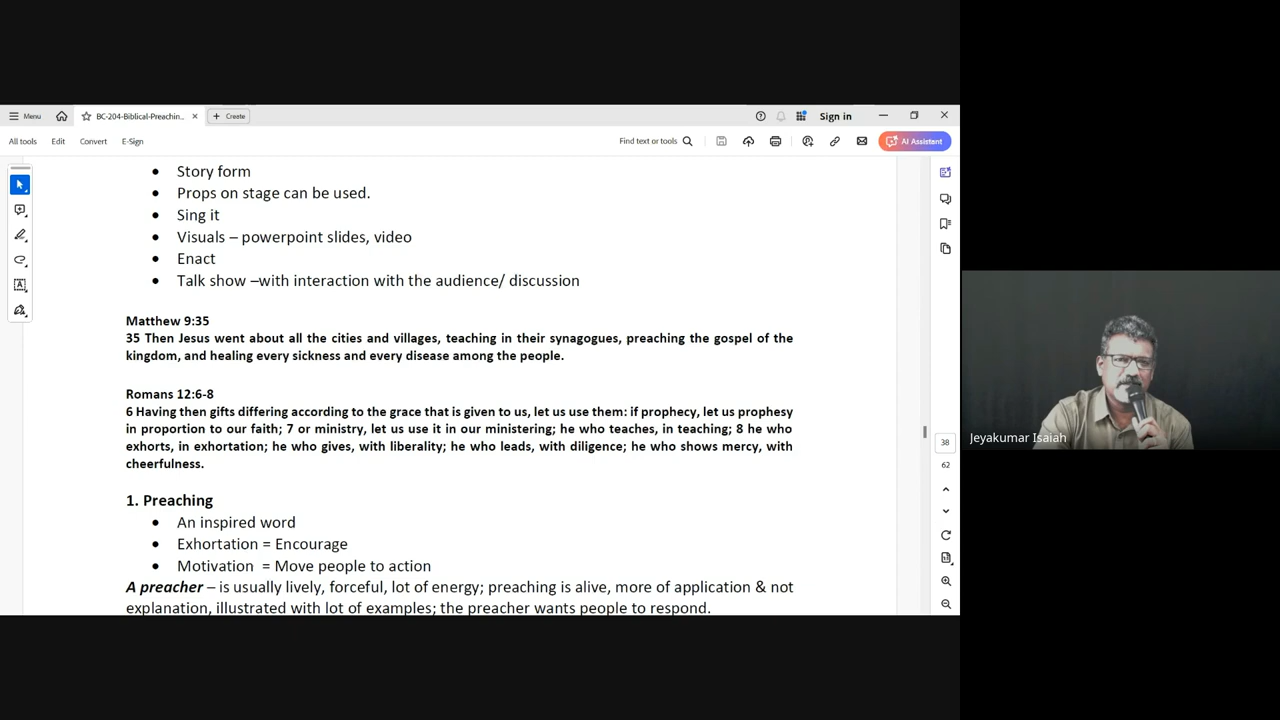 Menu
BC-204-Biblical-Preachin...
Create
Sign in
All tools
Edit
Convert
E-Sign
Find text or tools
AI Assistant
• Story form
• Props on stage can be used.
• Sing it
• Visuals – powerpoint slides, video
• Enact
• Talk show –with interaction with the audience/ discussion
Matthew 9:35
35 Then Jesus went about all the cities and villages, teaching in their synagogues, preaching the gospel of the
kingdom, and healing every sickness and every disease among the people.
Romans 12:6-8
6 Having then gifts differing according to the grace that is given to us, let us use them: if prophecy, let us prophesy
in proportion to our faith; 7 or ministry, let us use it in our ministering; he who teaches, in teaching; 8 he who
exhorts, in exhortation; he who gives, with liberality; he who leads, with diligence; he who shows mercy, with
cheerfulness.
1. Preaching
• An inspired word
• Exhortation = Encourage
• Motivation = Move people to action
A preacher – is usually lively, forceful, lot of energy; preaching is alive, more of application & not
explanation, illustrated with lot of examples; the preacher wants people to respond.
38
62
Jeyakumar Isaiah